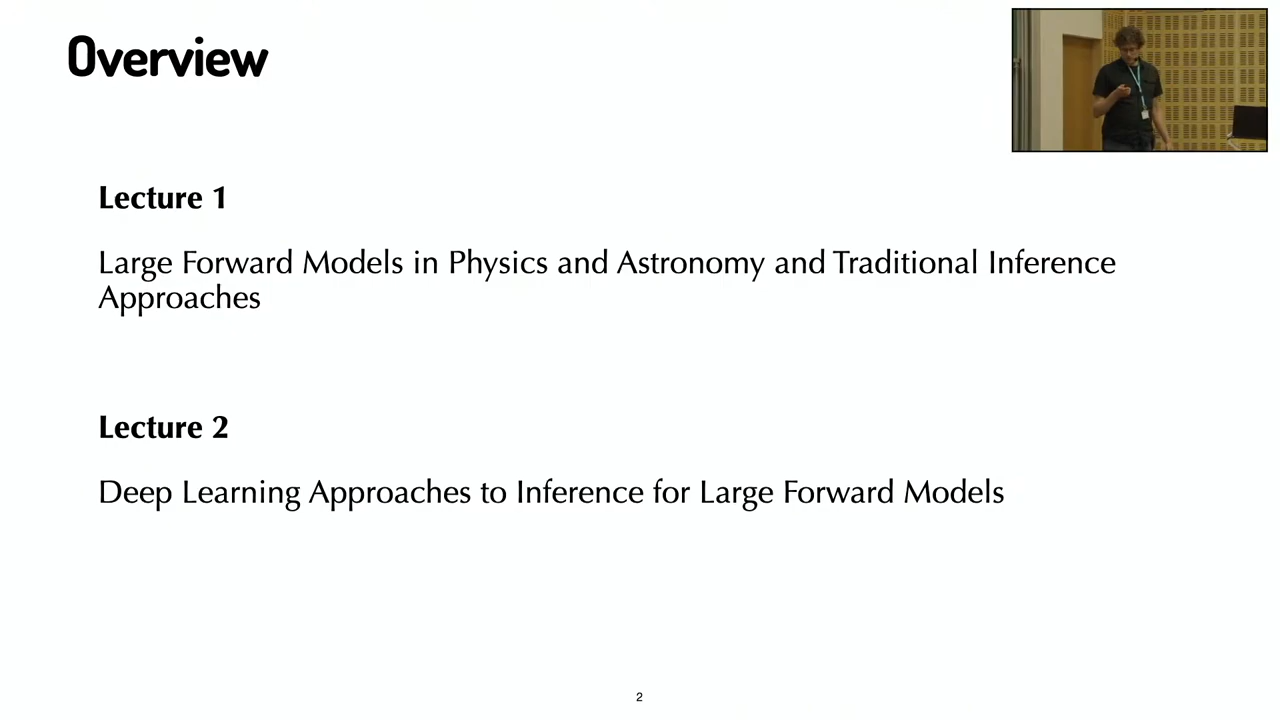 Overview
Lecture 1
Large Forward Models in Physics and Astronomy and Traditional Inference
Approaches
Lecture 2
Deep Learning Approaches to Inference for Large Forward Models
2